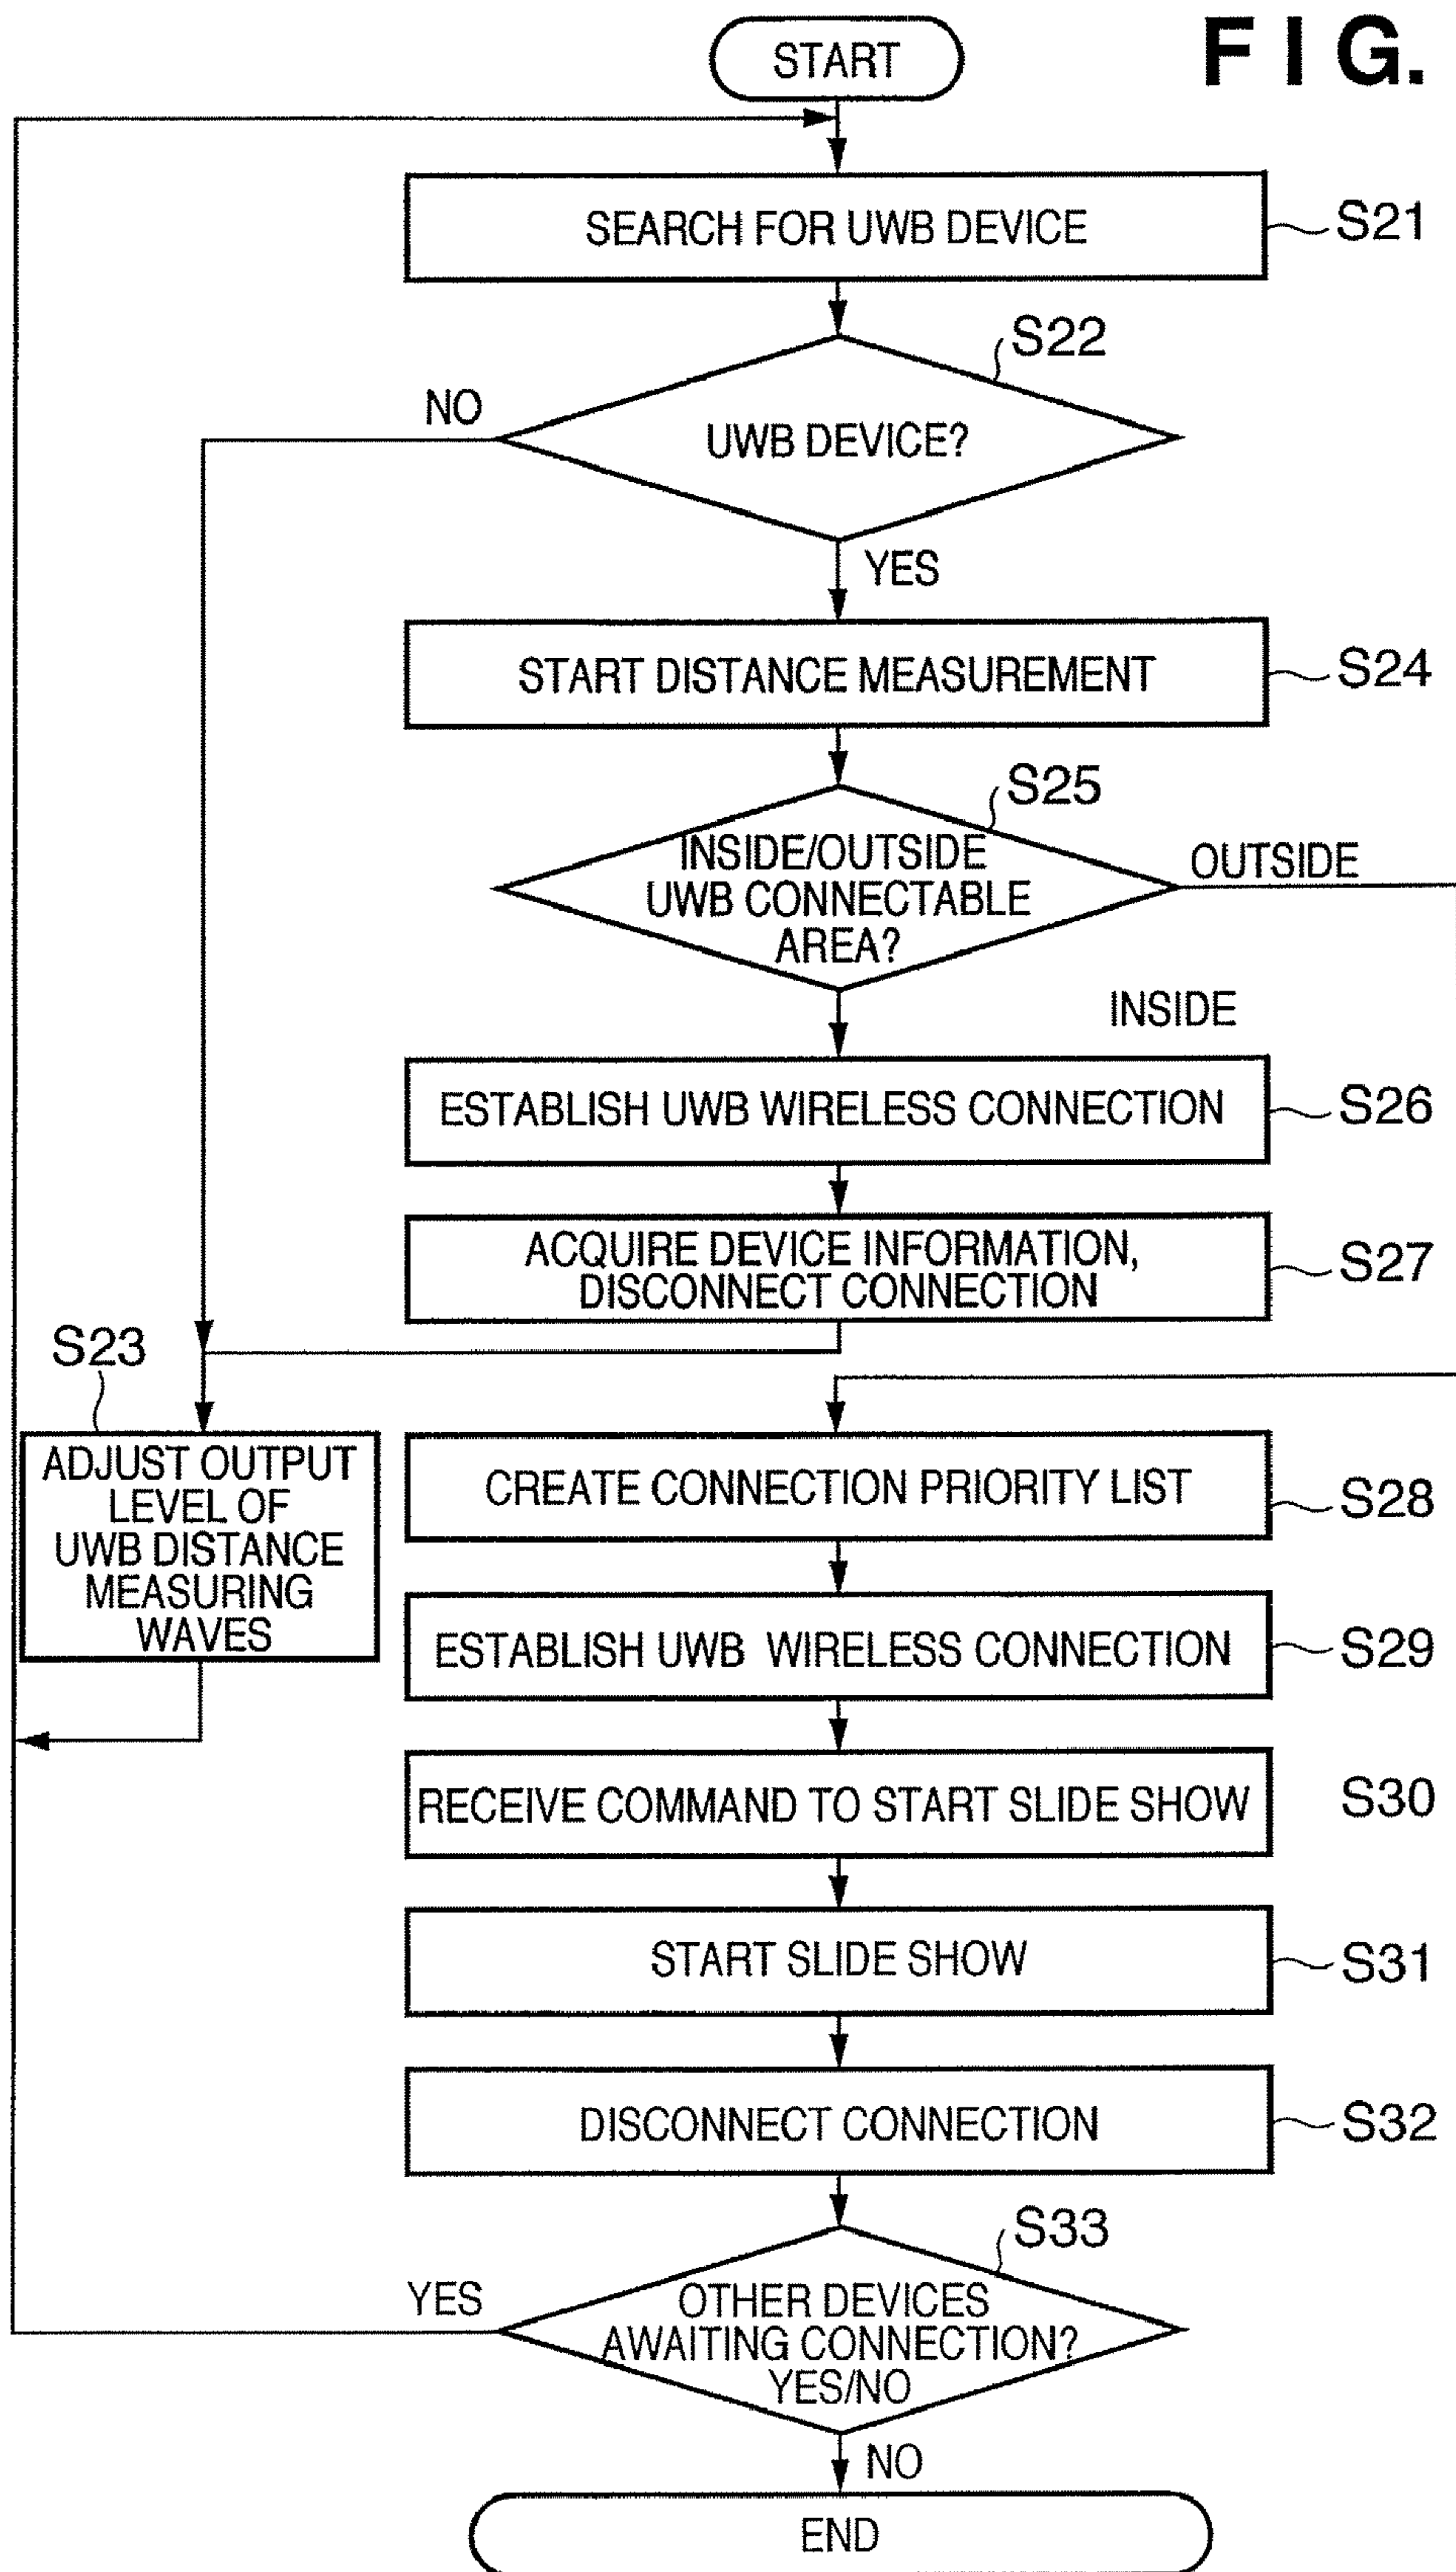 FIG.
START
SEARCH FOR UWB DEVICE
S21
S22
NO
UWB DEVICE?
YES
START DISTANCE MEASUREMENT
S24
S25
INSIDE/OUTSIDE
UWB CONNECTABLE
AREA?
OUTSIDE
INSIDE
ESTABLISH UWB WIRELESS CONNECTION
S26
ACQUIRE DEVICE INFORMATION,
DISCONNECT CONNECTION
S27
S23
ADJUST OUTPUT
LEVEL OF
UWB DISTANCE
MEASURING
WAVES
CREATE CONNECTION PRIORITY LIST
S28
ESTABLISH UWB WIRELESS CONNECTION
S29
RECEIVE COMMAND TO START SLIDE SHOW
S30
START SLIDE SHOW
S31
DISCONNECT CONNECTION
S32
S33
YES
OTHER DEVICES
AWAITING CONNECTION?
YES/NO
NO
END